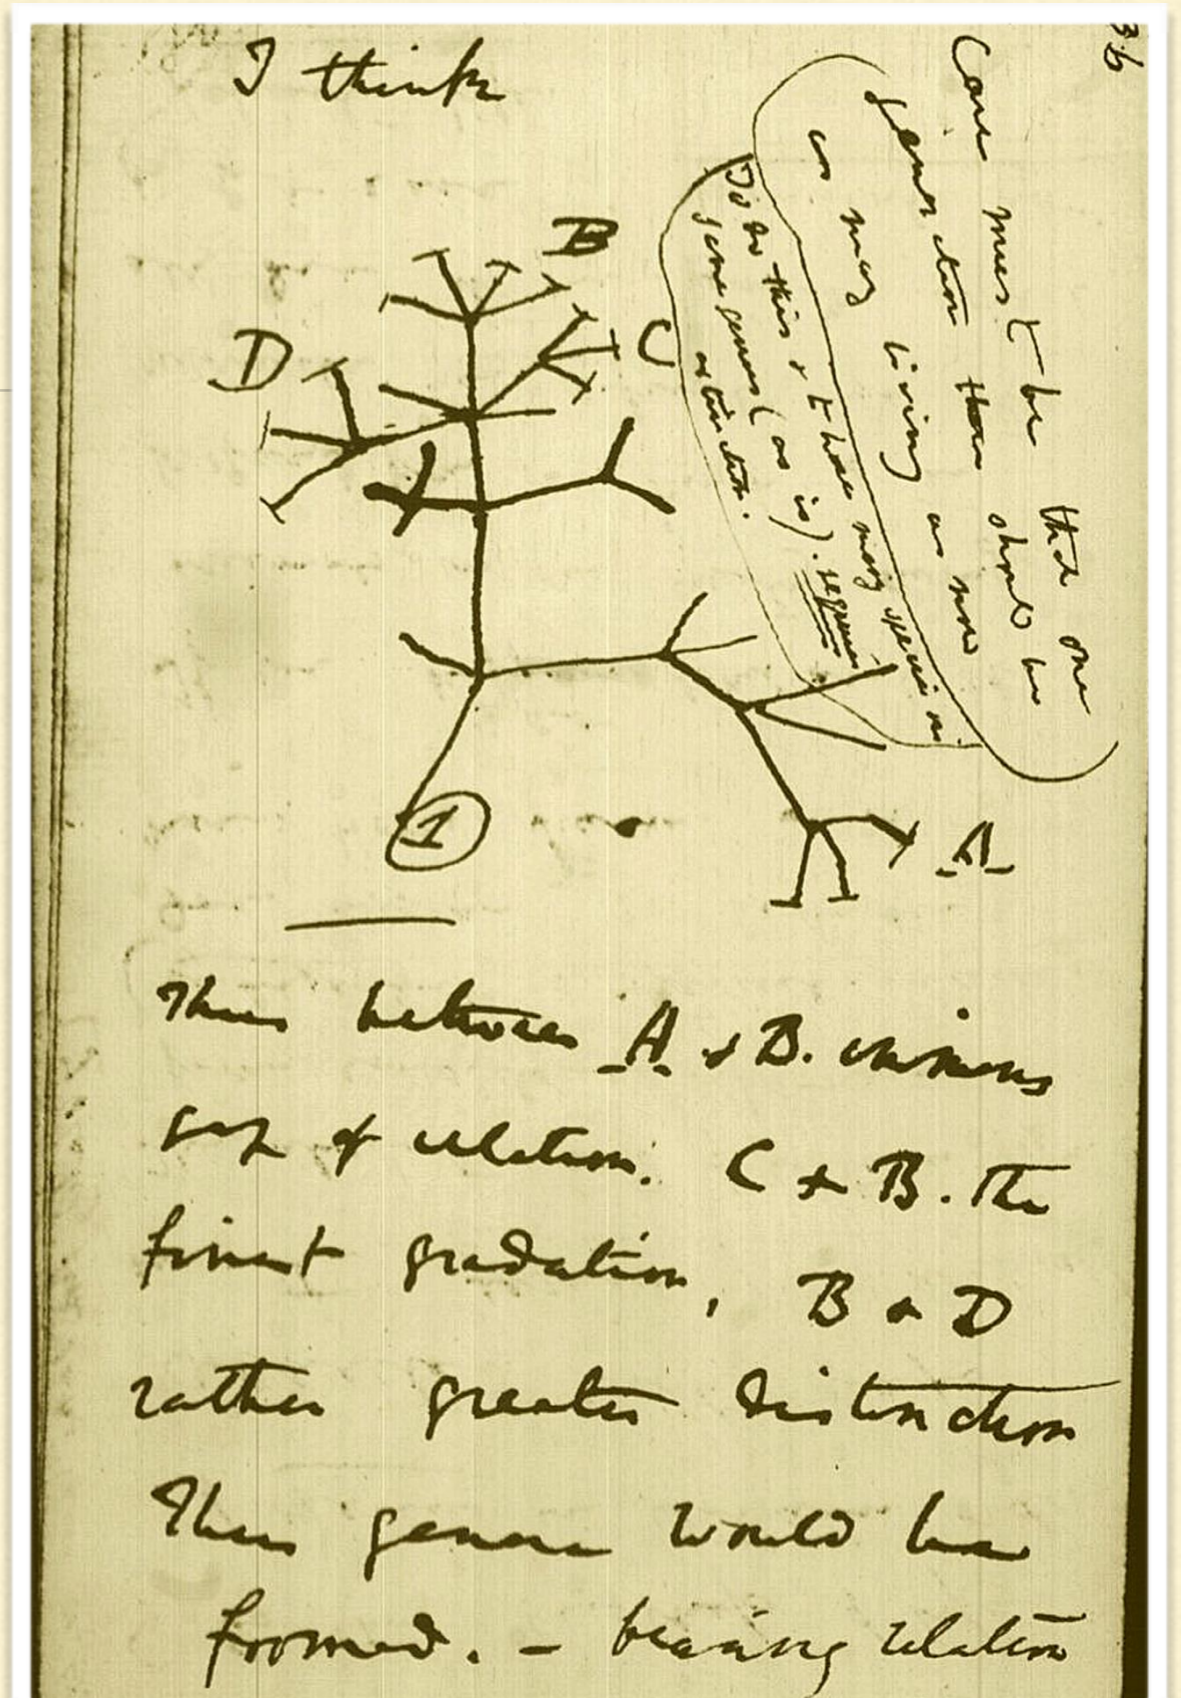 36
I think
Case must be that one
generation then should be
as many living as now
To do this & to have many species in
same genus (as is). requires
extinction.
B
D
C
1
A
Thus between A & B. immens
gap of relation. C & B. The
finest gradation, B & D
rather greater distinction
Thus genera would be
formed. — bearing relation